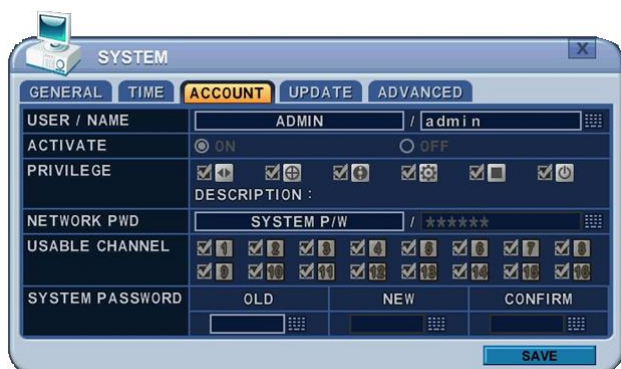 SYSTEM
X
GENERAL TIME ACCOUNT UPDATE ADVANCED
USER / NAME ADMIN / admin
ACTIVATE ON OFF
PRIVILEGE
DESCRIPTION :
NETWORK PWD SYSTEM P/W / ******
USABLE CHANNEL 1 2 3 4 5 6 7 8
9 10 11 12 13 14 15 16
SYSTEM PASSWORD OLD NEW CONFIRM
SAVE